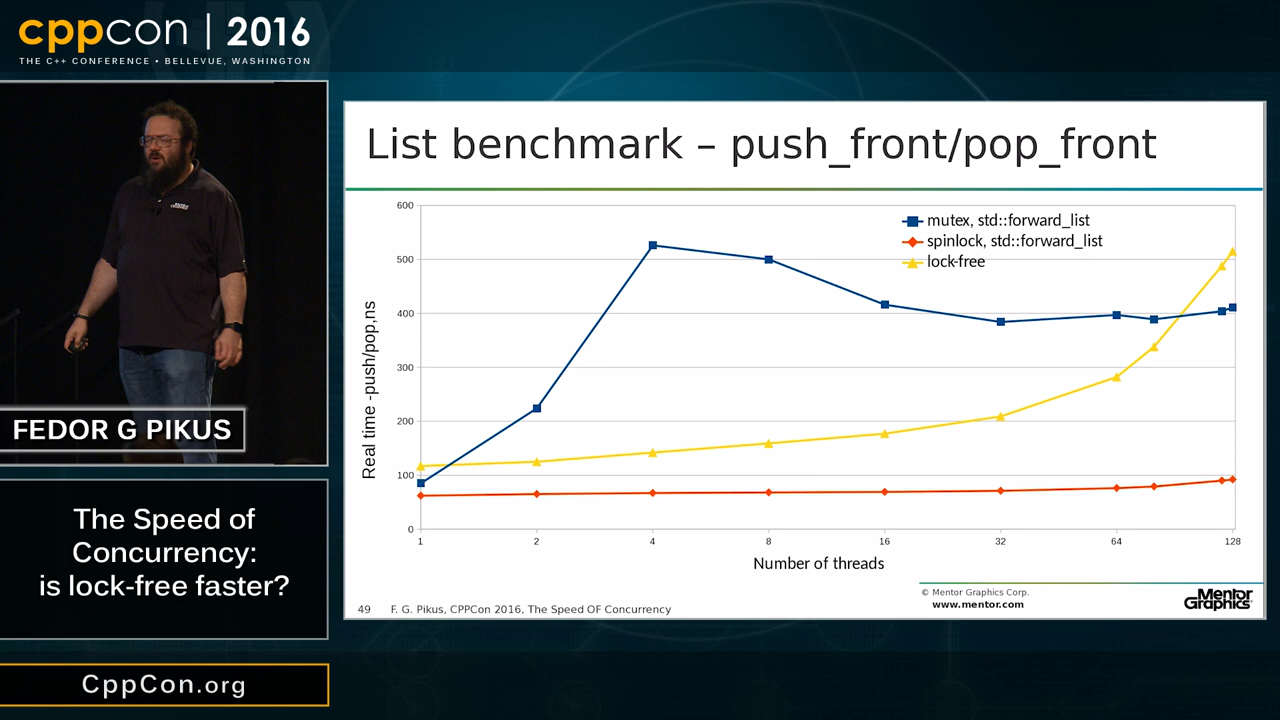 cppcon | 2016
THE C++ CONFERENCE • BELLEVUE, WASHINGTON
FEDOR G PIKUS
The Speed of
Concurrency:
is lock-free faster?
CppCon.org
List benchmark – push_front/pop_front
mutex, std::forward_list
spinlock, std::forward_list
lock-free
Real time -push/pop,ns
600
500
400
300
200
100
0
1 2 4 8 16 32 64 128
Number of threads
© Mentor Graphics Corp.
www.mentor.com
Mentor
Graphics
49 F. G. Pikus, CPPCon 2016, The Speed OF Concurrency
Mentor
Graphics